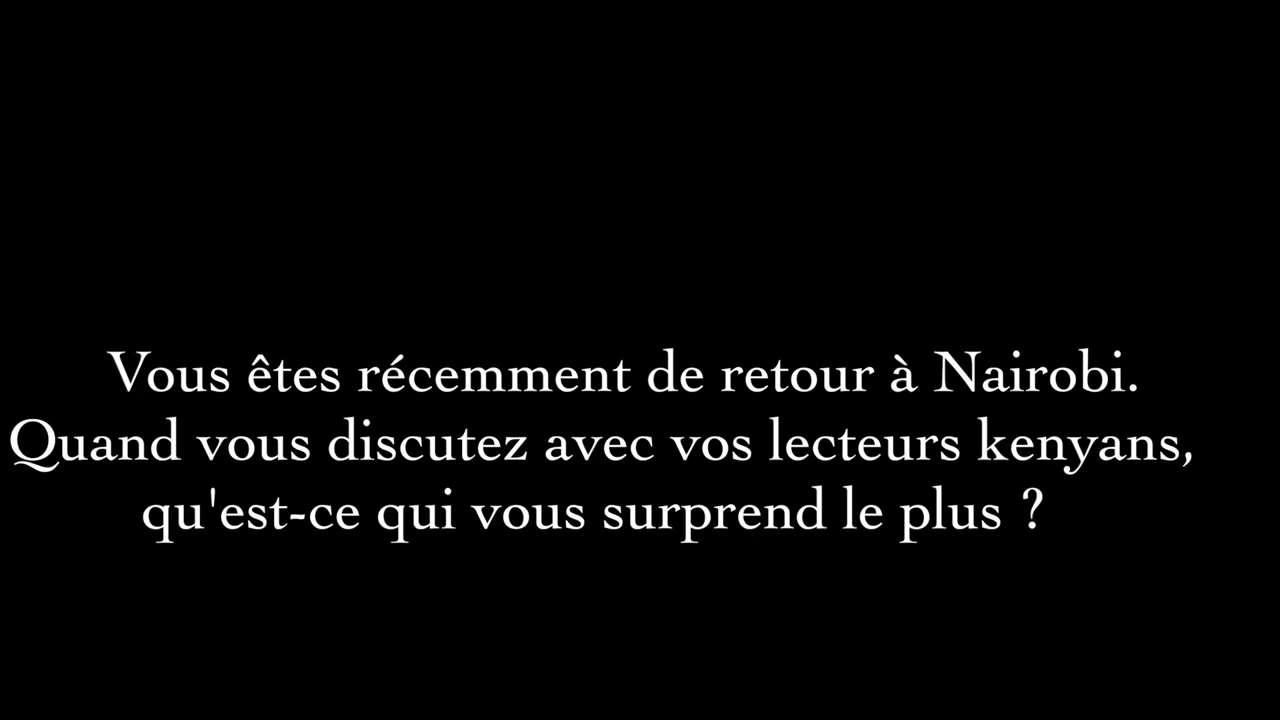 Vous êtes récemment de retour à Nairobi.
Quand vous discutez avec vos lecteurs kenyans,
qu'est-ce qui vous surprend le plus ?